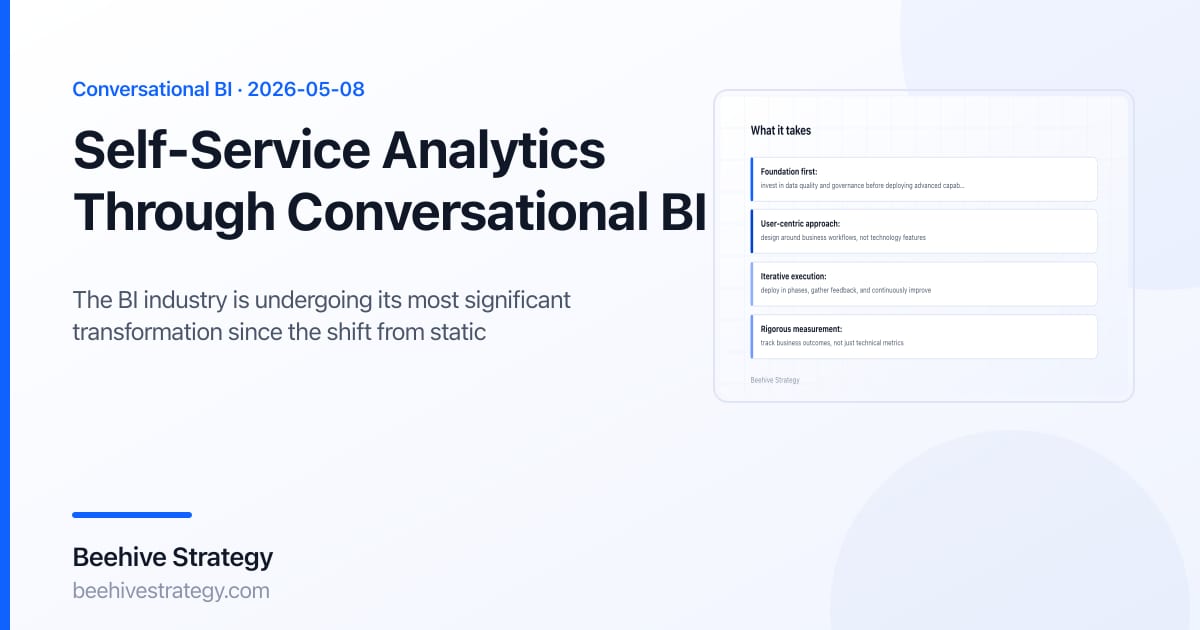 Conversational BI · 2026-05-08
Self-Service Analytics
Through Conversational BI
The BI industry is undergoing its most significant
transformation since the shift from static
What it takes
Foundation first:
invest in data quality and governance before deploying advanced capab...
User-centric approach:
design around business workflows, not technology features
Iterative execution:
deploy in phases, gather feedback, and continuously improve
Rigorous measurement:
track business outcomes, not just technical metrics
Beehive Strategy
Beehive Strategy
beehivestrategy.com